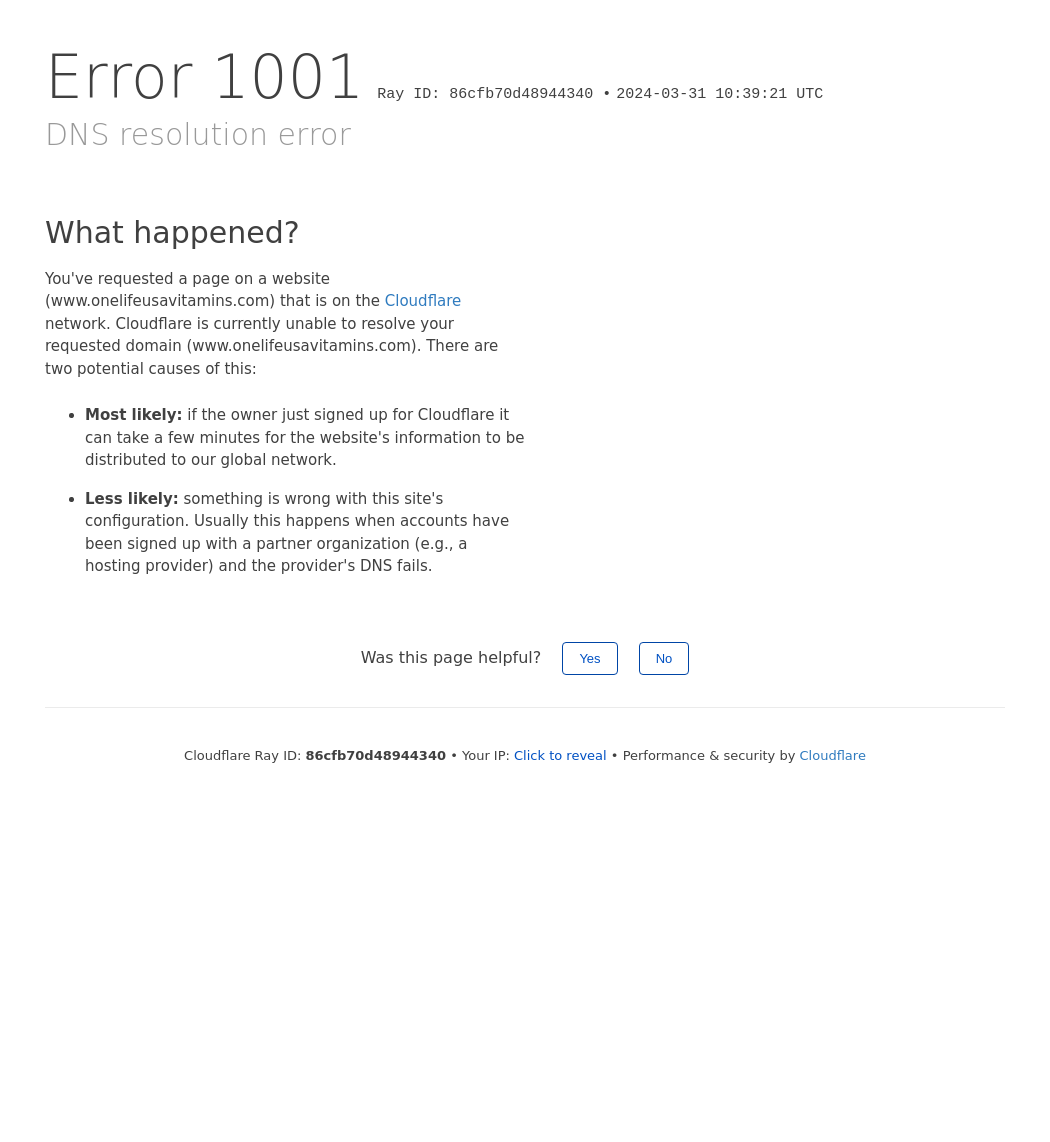 Error 1001 Ray ID: 86cfb70d48944340 • 2024-03-31 10:39:21 UTC
DNS resolution error
What happened?
You've requested a page on a website
(www.onelifeusavitamins.com) that is on the Cloudflare
network. Cloudflare is currently unable to resolve your
requested domain (www.onelifeusavitamins.com). There are
two potential causes of this:
• Most likely: if the owner just signed up for Cloudflare it
can take a few minutes for the website's information to be
distributed to our global network.
• Less likely: something is wrong with this site's
configuration. Usually this happens when accounts have
been signed up with a partner organization (e.g., a
hosting provider) and the provider's DNS fails.
Was this page helpful? Yes No
Cloudflare Ray ID: 86cfb70d48944340 • Your IP: Click to reveal • Performance & security by Cloudflare